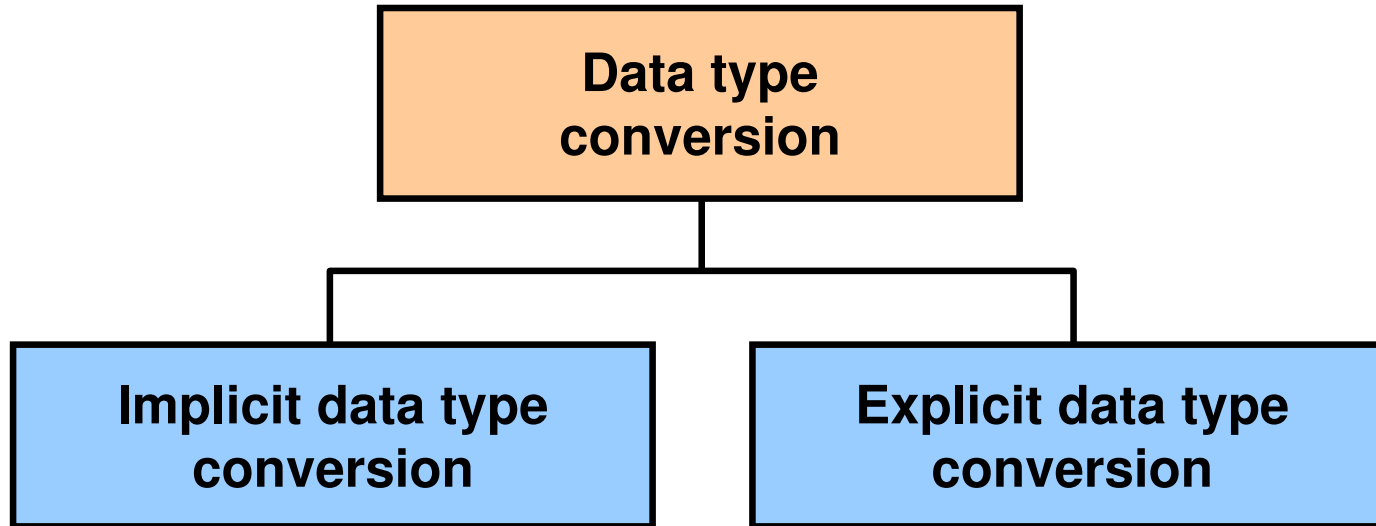 Data type
conversion
Implicit data type
conversion
Explicit data type
conversion